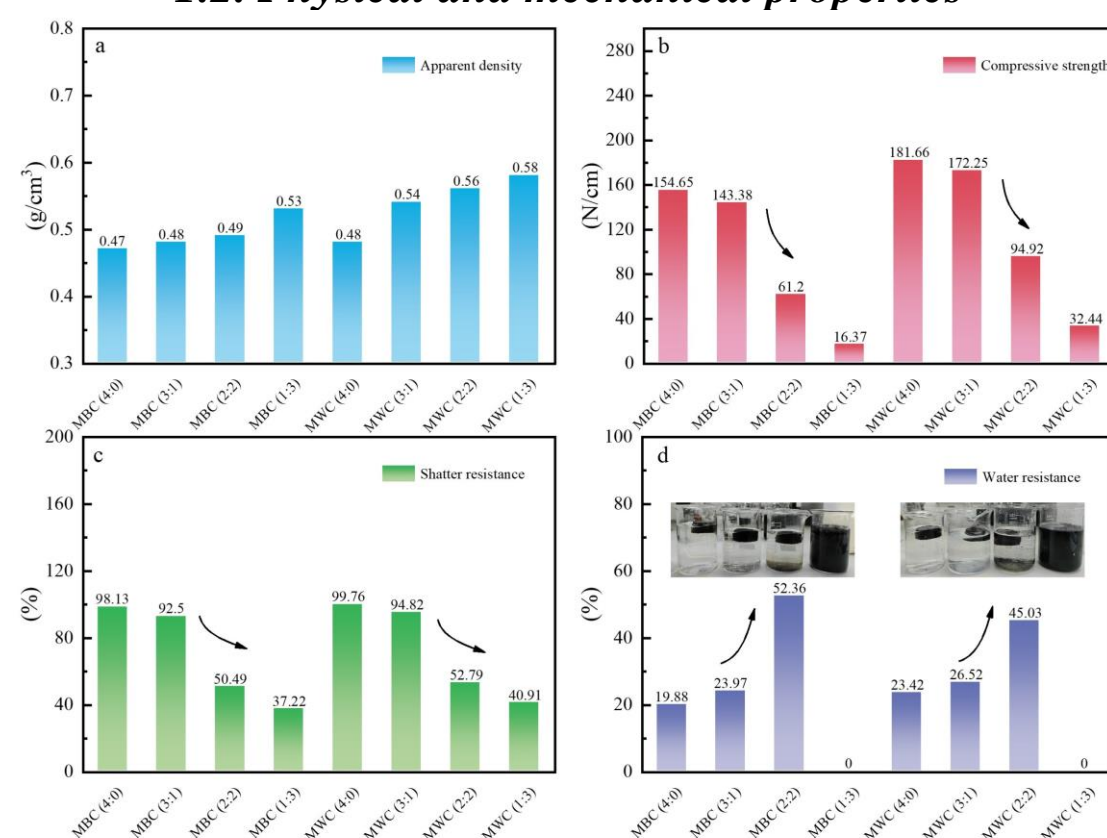 1.2. Physical and mechanical properties
a
Apparent density
0.8
0.7
0.6
0.5
0.4
0.3
(g/cm³)
0.47
0.48
0.49
0.53
0.48
0.54
0.56
0.58
MBC (4:0)
MBC (3:1)
MBC (2:2)
MBC (1:3)
MWC (4:0)
MWC (3:1)
MWC (2:2)
MWC (1:3)
b
Compressive strength
280
240
200
160
120
80
40
0
(N/cm)
154.65
143.38
61.2
16.37
181.66
172.25
94.92
32.44
MBC (4:0)
MBC (3:1)
MBC (2:2)
MBC (1:3)
MWC (4:0)
MWC (3:1)
MWC (2:2)
MWC (1:3)
c
Shatter resistance
200
160
120
80
40
0
(%)
98.13
92.5
50.49
37.22
99.76
94.82
52.79
40.91
MBC (4:0)
MBC (3:1)
MBC (2:2)
MBC (1:3)
MWC (4:0)
MWC (3:1)
MWC (2:2)
MWC (1:3)
d
Water resistance
100
80
60
40
20
0
(%)
19.88
23.97
52.36
0
23.42
26.52
45.03
0
MBC (4:0)
MBC (3:1)
MBC (2:2)
MBC (1:3)
MWC (4:0)
MWC (3:1)
MWC (2:2)
MWC (1:3)